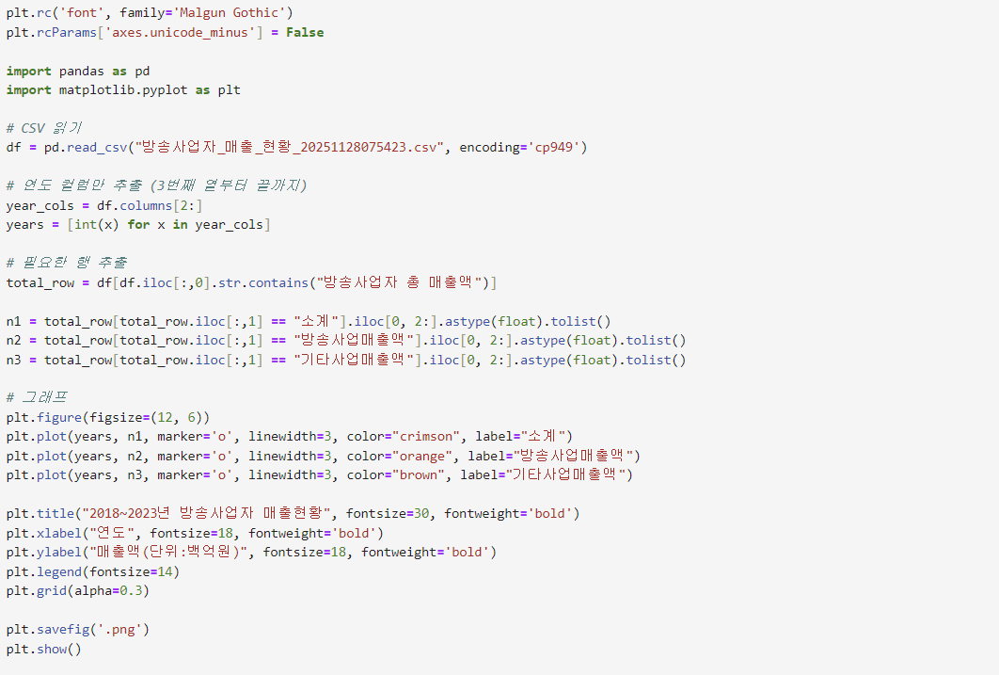 plt.rc('font', family='Malgun Gothic')
plt.rcParams['axes.unicode_minus'] = False
import pandas as pd
import matplotlib.pyplot as plt
# CSV 읽기
df = pd.read_csv("방송사업자_매출_현황_20251128075423.csv", encoding='cp949')
# 연도 컬럼만 추출 (3번째 열부터 끝까지)
year_cols = df.columns[2:]
years = [int(x) for x in year_cols]
# 필요한 행 추출
total_row = df[df.iloc[:,0].str.contains("방송사업자 총 매출액")]
n1 = total_row[total_row.iloc[:,1] == "소계"].iloc[0, 2:].astype(float).tolist()
n2 = total_row[total_row.iloc[:,1] == "방송사업매출액"].iloc[0, 2:].astype(float).tolist()
n3 = total_row[total_row.iloc[:,1] == "기타사업매출액"].iloc[0, 2:].astype(float).tolist()
# 그래프
plt.figure(figsize=(12, 6))
plt.plot(years, n1, marker='o', linewidth=3, color="crimson", label="소계")
plt.plot(years, n2, marker='o', linewidth=3, color="orange", label="방송사업매출액")
plt.plot(years, n3, marker='o', linewidth=3, color="brown", label="기타사업매출액")
plt.title("2018~2023년 방송사업자 매출현황", fontsize=30, fontweight='bold')
plt.xlabel("연도", fontsize=18, fontweight='bold')
plt.ylabel("매출액(단위:백억원)", fontsize=18, fontweight='bold')
plt.legend(fontsize=14)
plt.grid(alpha=0.3)
plt.savefig('.png')
plt.show()